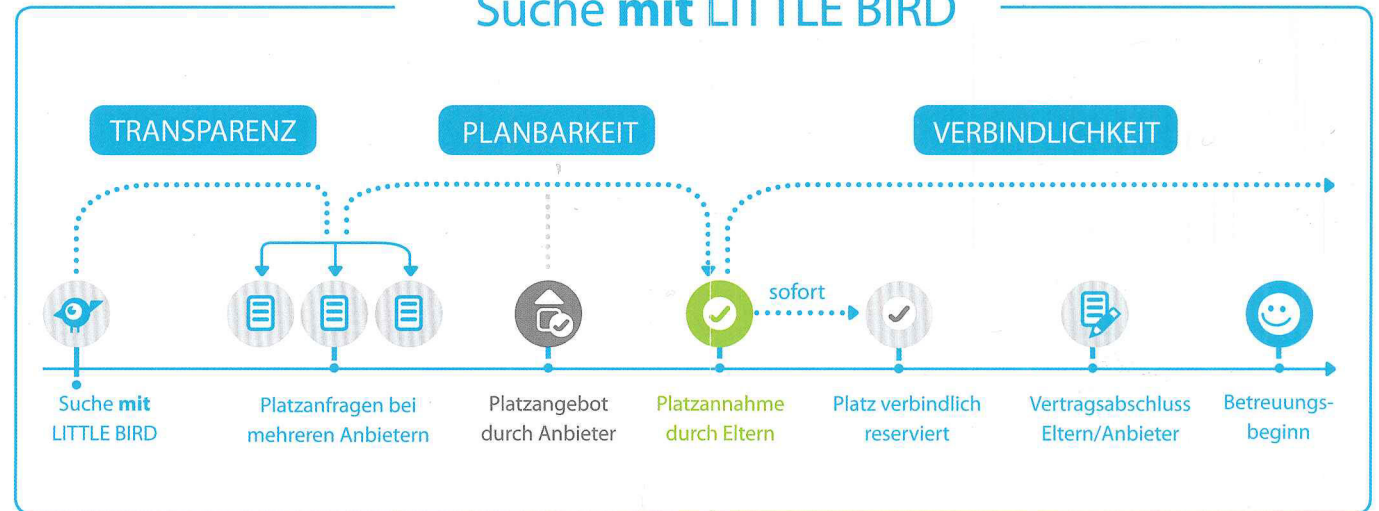 Suche mit LITTLE BIRD
TRANSPARENZ
PLANBARKEIT
VERBINDLICHKEIT
sofort
Suche mit
LITTLE BIRD
Platzanfragen bei
mehreren Anbietern
Platzangebot
durch Anbieter
Platzannahme
durch Eltern
Platz verbindlich
reserviert
Vertragsabschluss
Eltern/Anbieter
Betreuungs-
beginn